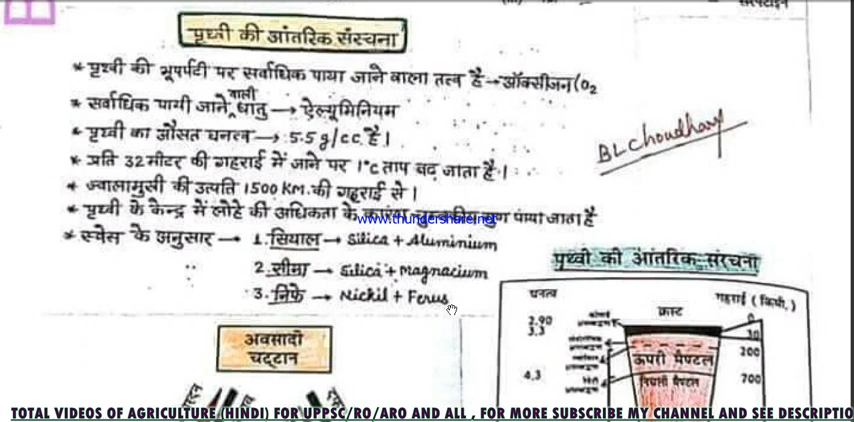 पृथ्वी की आंतरिक संरचना
* पृथ्वी की भूपर्पटी पर सर्वाधिक पाया जाने वाला तत्व है→ऑक्सीजन(O2
* सर्वाधिक पायी जाने वाली धातु → ऐल्युमिनियम
* पृथ्वी का औसत घनत्व → 5.5g/cc है।
* प्रति 32मीटर की गहराई में जाने पर 1°c ताप बढ़ जाता है।
BL Choudhary
* ज्वालामुखी की उत्पति 1500 KM.की गहराई से।
* पृथ्वी के केन्द्र में लोहे की अधिकता के पाया जाता है
www.thundershare.net
* स्वेस के अनुसार → 1. सियाल → Silica + Aluminium
2. सीमा → Silica + Magnacium
3. निफे → Nickil + Ferus
पृथ्वी की आंतरिक संरचना
घनत्व
गहराई (किमी.)
क्रस्ट
2.90
3.3
0
30
200
ऊपरी मैण्टल
4.3
निचली मैण्टल
700
अवसादी
चट्टान
TOTAL VIDEOS OF AGRICULTURE (HINDI) FOR UPPSC/RO/ARO AND ALL , FOR MORE SUBSCRIBE MY CHANNEL AND SEE DESCRIPTIO